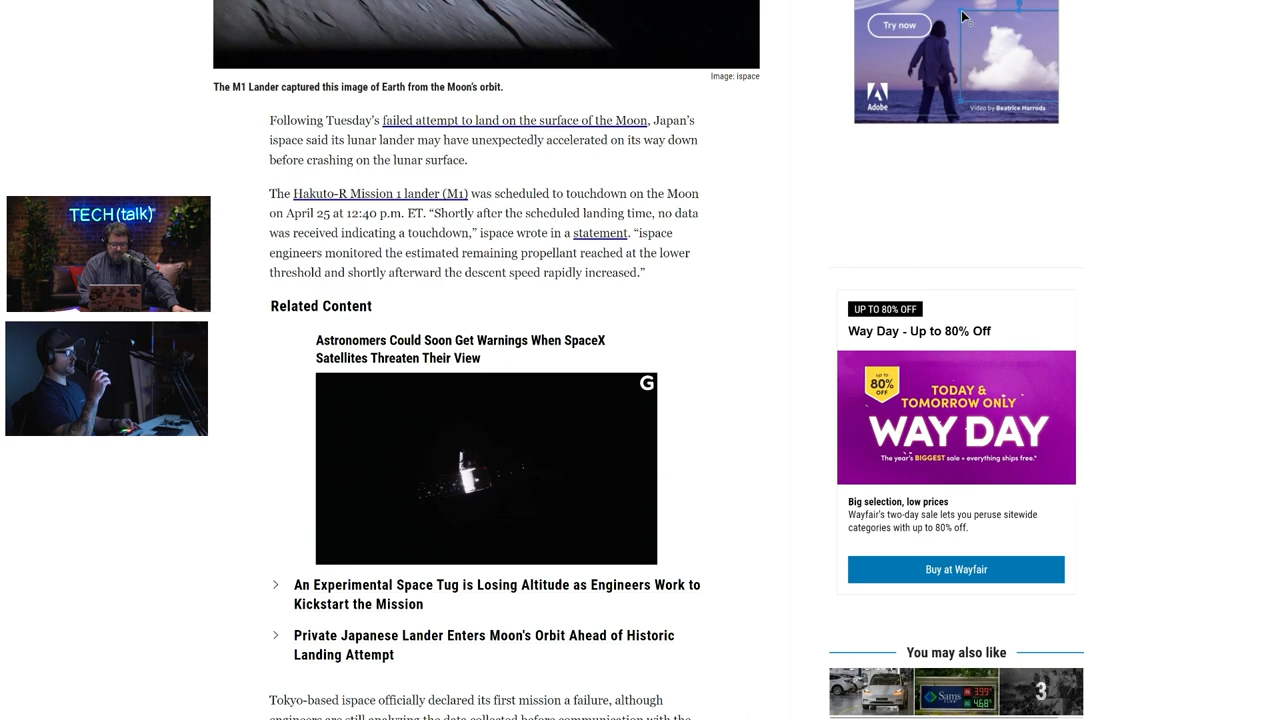 Try now
Adobe
Video by Beatrice Harrods
Image: ispace
The M1 Lander captured this image of Earth from the Moon's orbit.
Following Tuesday's failed attempt to land on the surface of the Moon, Japan's
ispace said its lunar lander may have unexpectedly accelerated on its way down
before crashing on the lunar surface.
The Hakuto-R Mission 1 lander (M1) was scheduled to touchdown on the Moon
on April 25 at 12:40 p.m. ET. “Shortly after the scheduled landing time, no data
was received indicating a touchdown,” ispace wrote in a statement. “ispace
engineers monitored the estimated remaining propellant reached at the lower
threshold and shortly afterward the descent speed rapidly increased.”
TECH(talk)
Related Content
Astronomers Could Soon Get Warnings When SpaceX
Satellites Threaten Their View
G
An Experimental Space Tug is Losing Altitude as Engineers Work to
Kickstart the Mission
Private Japanese Lander Enters Moon's Orbit Ahead of Historic
Landing Attempt
Tokyo-based ispace officially declared its first mission a failure, although
engineers are still analyzing the data collected before communication with the
UP TO 80% OFF
Way Day - Up to 80% Off
up to
80%
OFF
TODAY &
TOMORROW ONLY
WAY DAY
The year's BIGGEST sale + everything ships free.*
Big selection, low prices
Wayfair's two-day sale lets you peruse sitewide
categories with up to 80% off.
Buy at Wayfair
You may also like
Sams
3